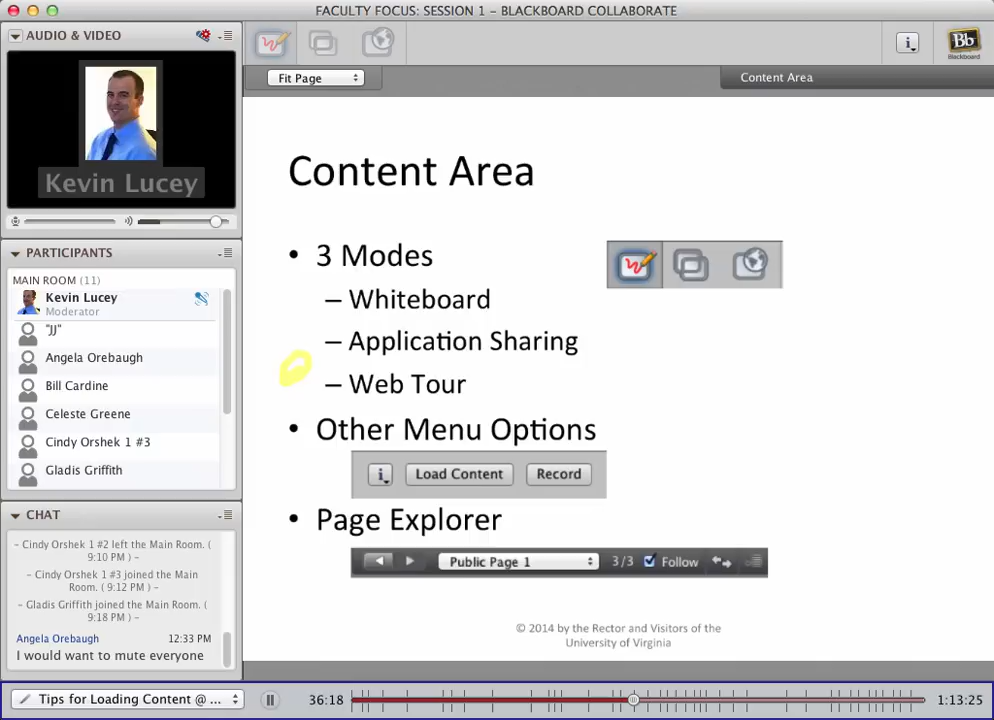 FACULTY FOCUS: SESSION 1 – BLACKBOARD COLLABORATE
AUDIO & VIDEO
Kevin Lucey
PARTICIPANTS
MAIN ROOM (11)
Kevin Lucey
Moderator
"JJ"
Angela Orebaugh
Bill Cardine
Celeste Greene
Cindy Orshek 1 #3
Gladis Griffith
CHAT
– Cindy Orshek 1 #2 left the Main Room. (
9:10 PM ) –
– Cindy Orshek 1 #3 joined the Main
Room. ( 9:12 PM ) –
– Gladis Griffith joined the Main Room. (
9:18 PM ) –
Angela Orebaugh 12:33 PM
I would want to mute everyone
i
Bb
Blackboard
Fit Page
Content Area
Content Area
• 3 Modes
– Whiteboard
– Application Sharing
– Web Tour
• Other Menu Options
i Load Content Record
• Page Explorer
Public Page 1 3/3 Follow
© 2014 by the Rector and Visitors of the
University of Virginia
Tips for Loading Content @ ... 36:18 1:13:25